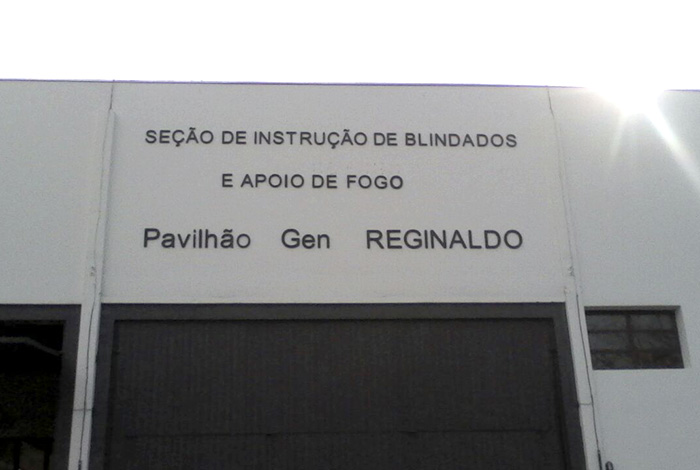 SEÇÃO DE INSTRUÇÃO DE BLINDADOS
E APOIO DE FOGO
Pavilhão Gen REGINALDO